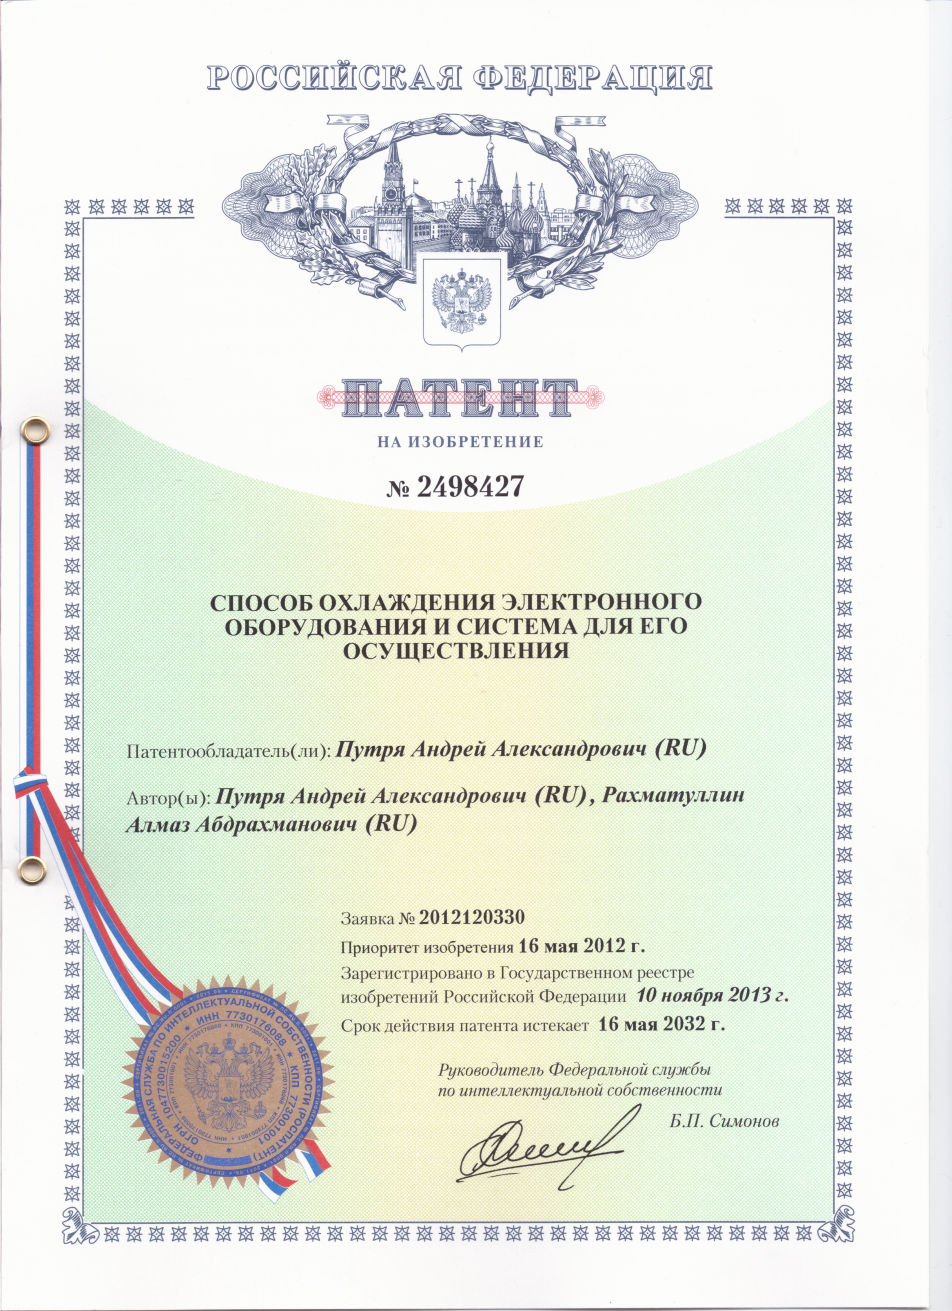 РОССИЙСКАЯ ФЕДЕРАЦИЯ
ПАТЕНТ
НА ИЗОБРЕТЕНИЕ
№ 2498427
СПОСОБ ОХЛАЖДЕНИЯ ЭЛЕКТРОННОГО
ОБОРУДОВАНИЯ И СИСТЕМА ДЛЯ ЕГО
ОСУЩЕСТВЛЕНИЯ
Патентообладатель(ли): Путря Андрей Александрович (RU)
Автор(ы): Путря Андрей Александрович (RU), Рахматуллин
Алмаз Абдрахманович (RU)
Заявка № 2012120330
Приоритет изобретения 16 мая 2012 г.
Зарегистрировано в Государственном реестре
изобретений Российской Федерации 10 ноября 2013 г.
Срок действия патента истекает 16 мая 2032 г.
Руководитель Федеральной службы
по интеллектуальной собственности
Б.П. Симонов
ФЕДЕРАЛЬНАЯ СЛУЖБА ПО ИНТЕЛЛЕКТУАЛЬНОЙ СОБСТВЕННОСТИ (РОСПАТЕНТ)
ОГРН 1047730015200 * ИНН 7730176088 * КПП 773001001 *